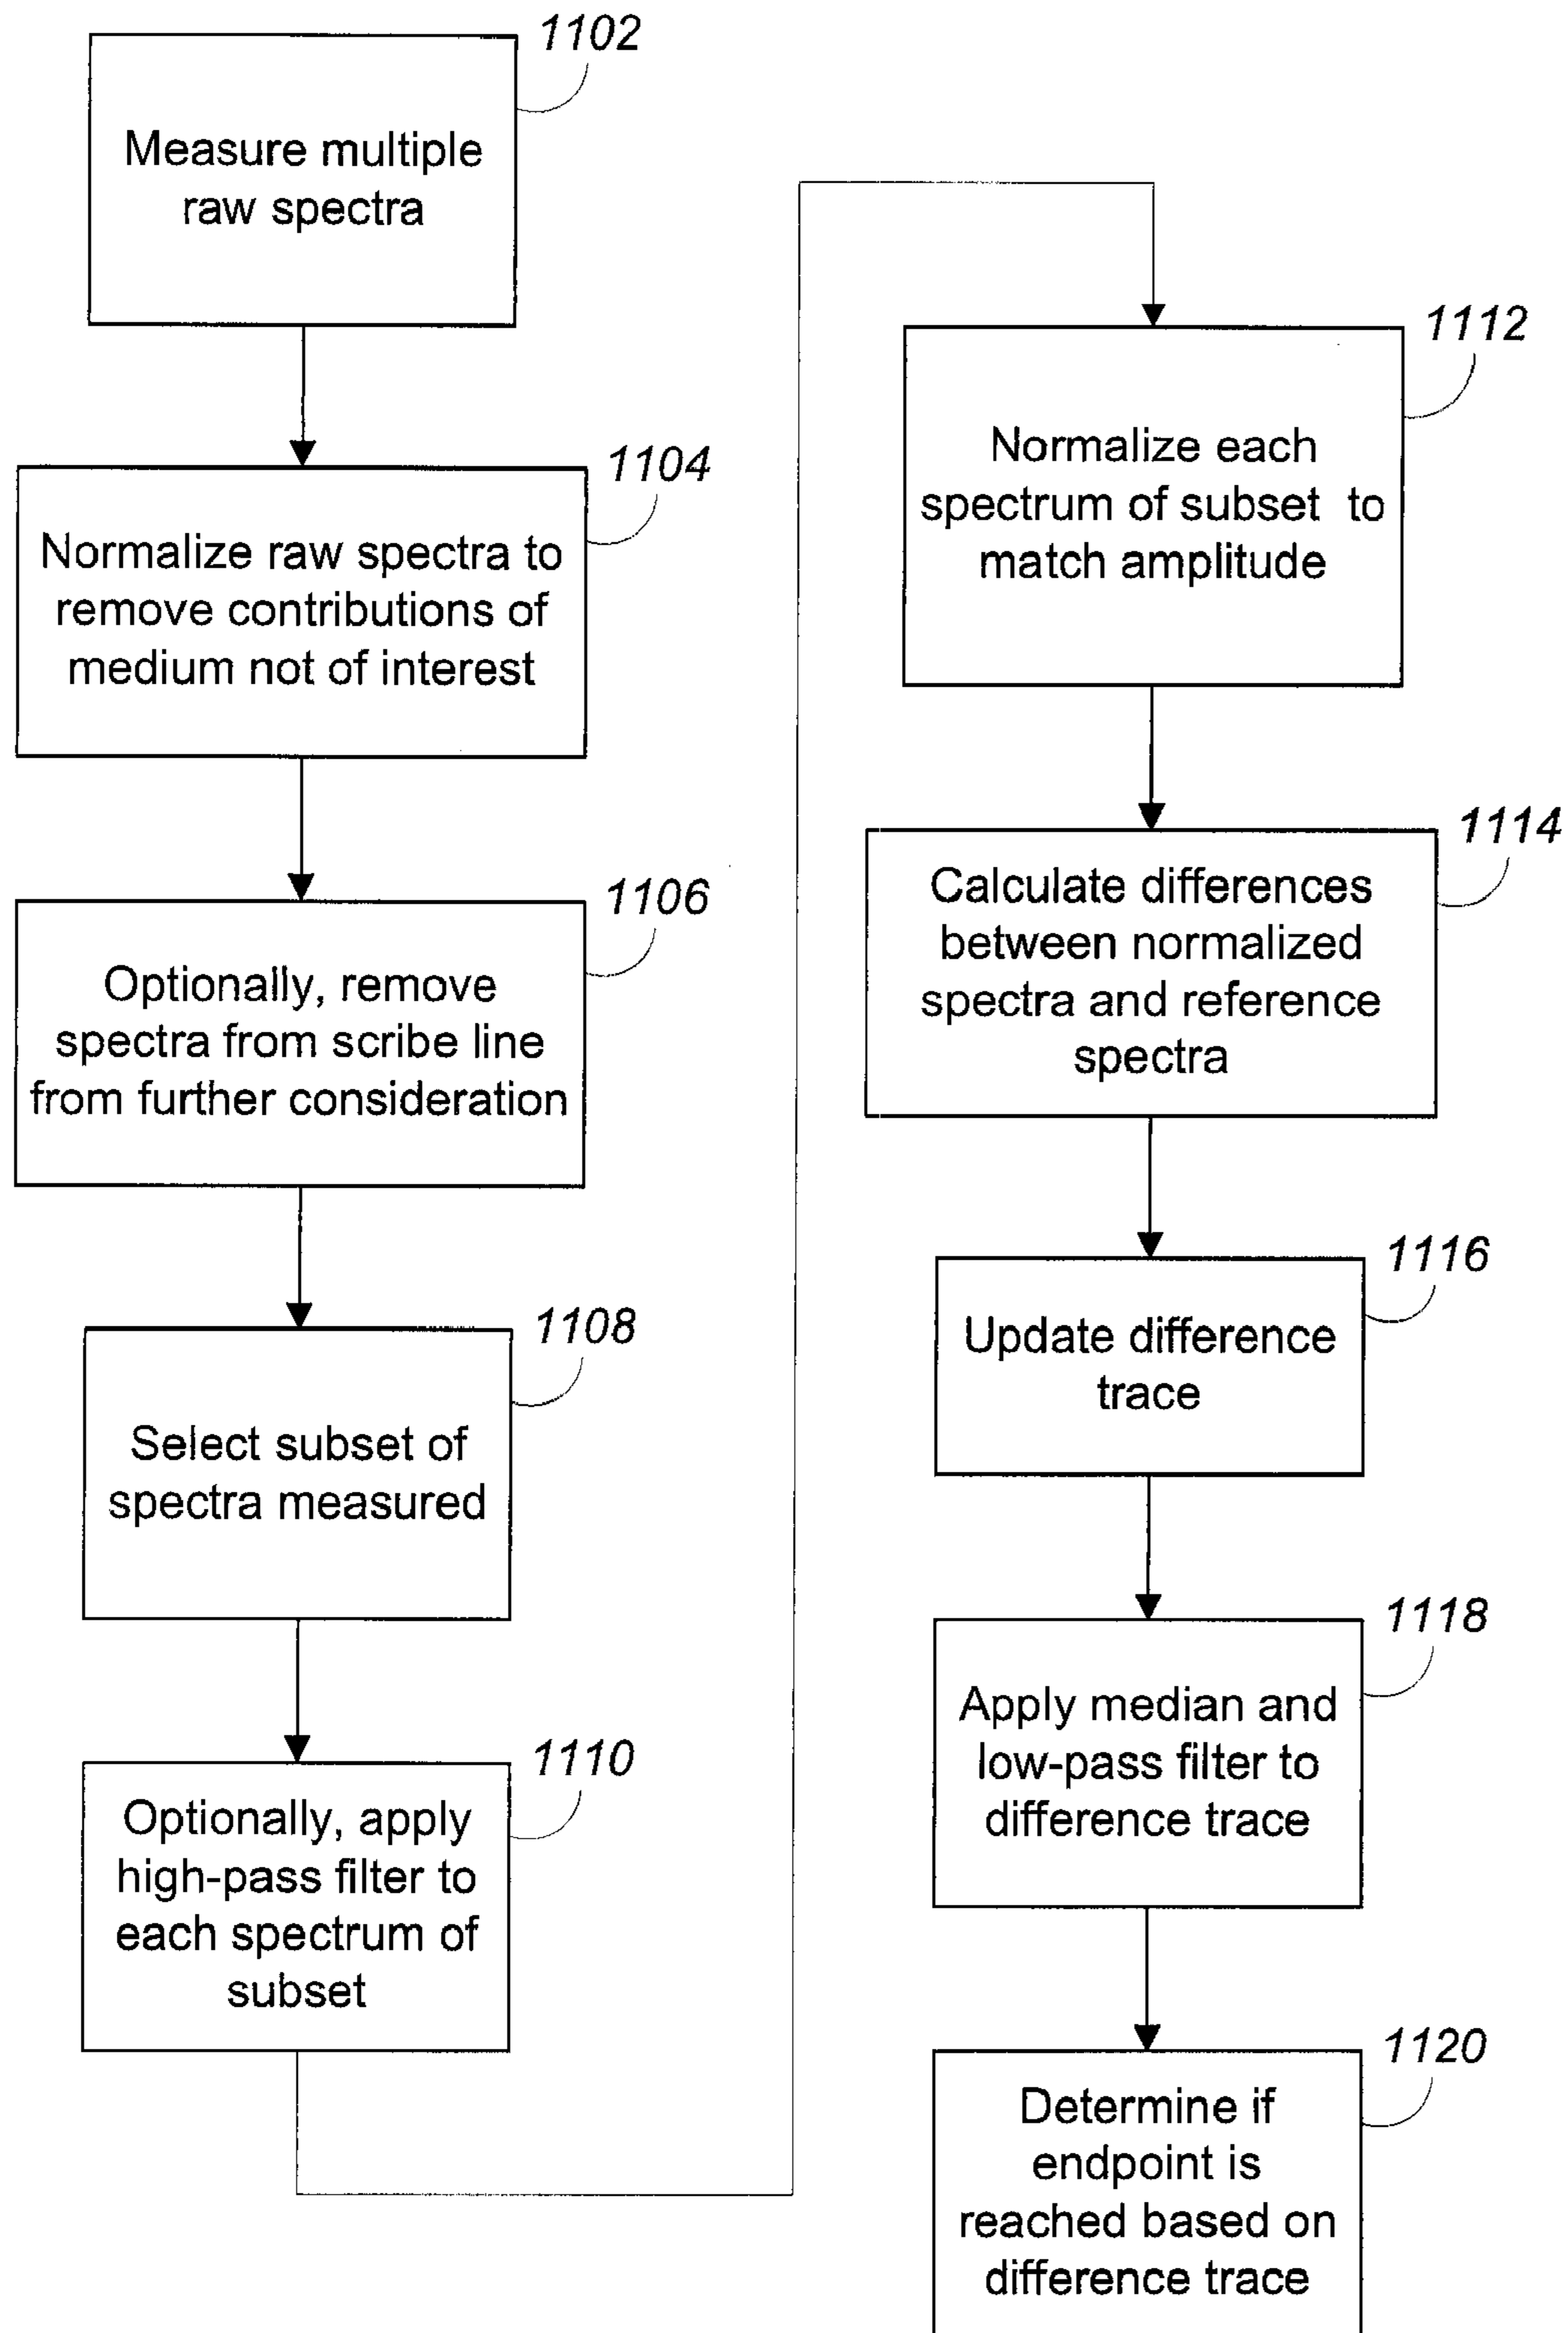 1102
Measure multiple
raw spectra
1104
Normalize raw spectra to
remove contributions of
medium not of interest
1106
Optionally, remove
spectra from scribe line
from further consideration
1108
Select subset of
spectra measured
1110
Optionally, apply
high-pass filter to
each spectrum of
subset
1112
Normalize each
spectrum of subset to
match amplitude
1114
Calculate differences
between normalized
spectra and reference
spectra
1116
Update difference
trace
1118
Apply median and
low-pass filter to
difference trace
1120
Determine if
endpoint is
reached based on
difference trace